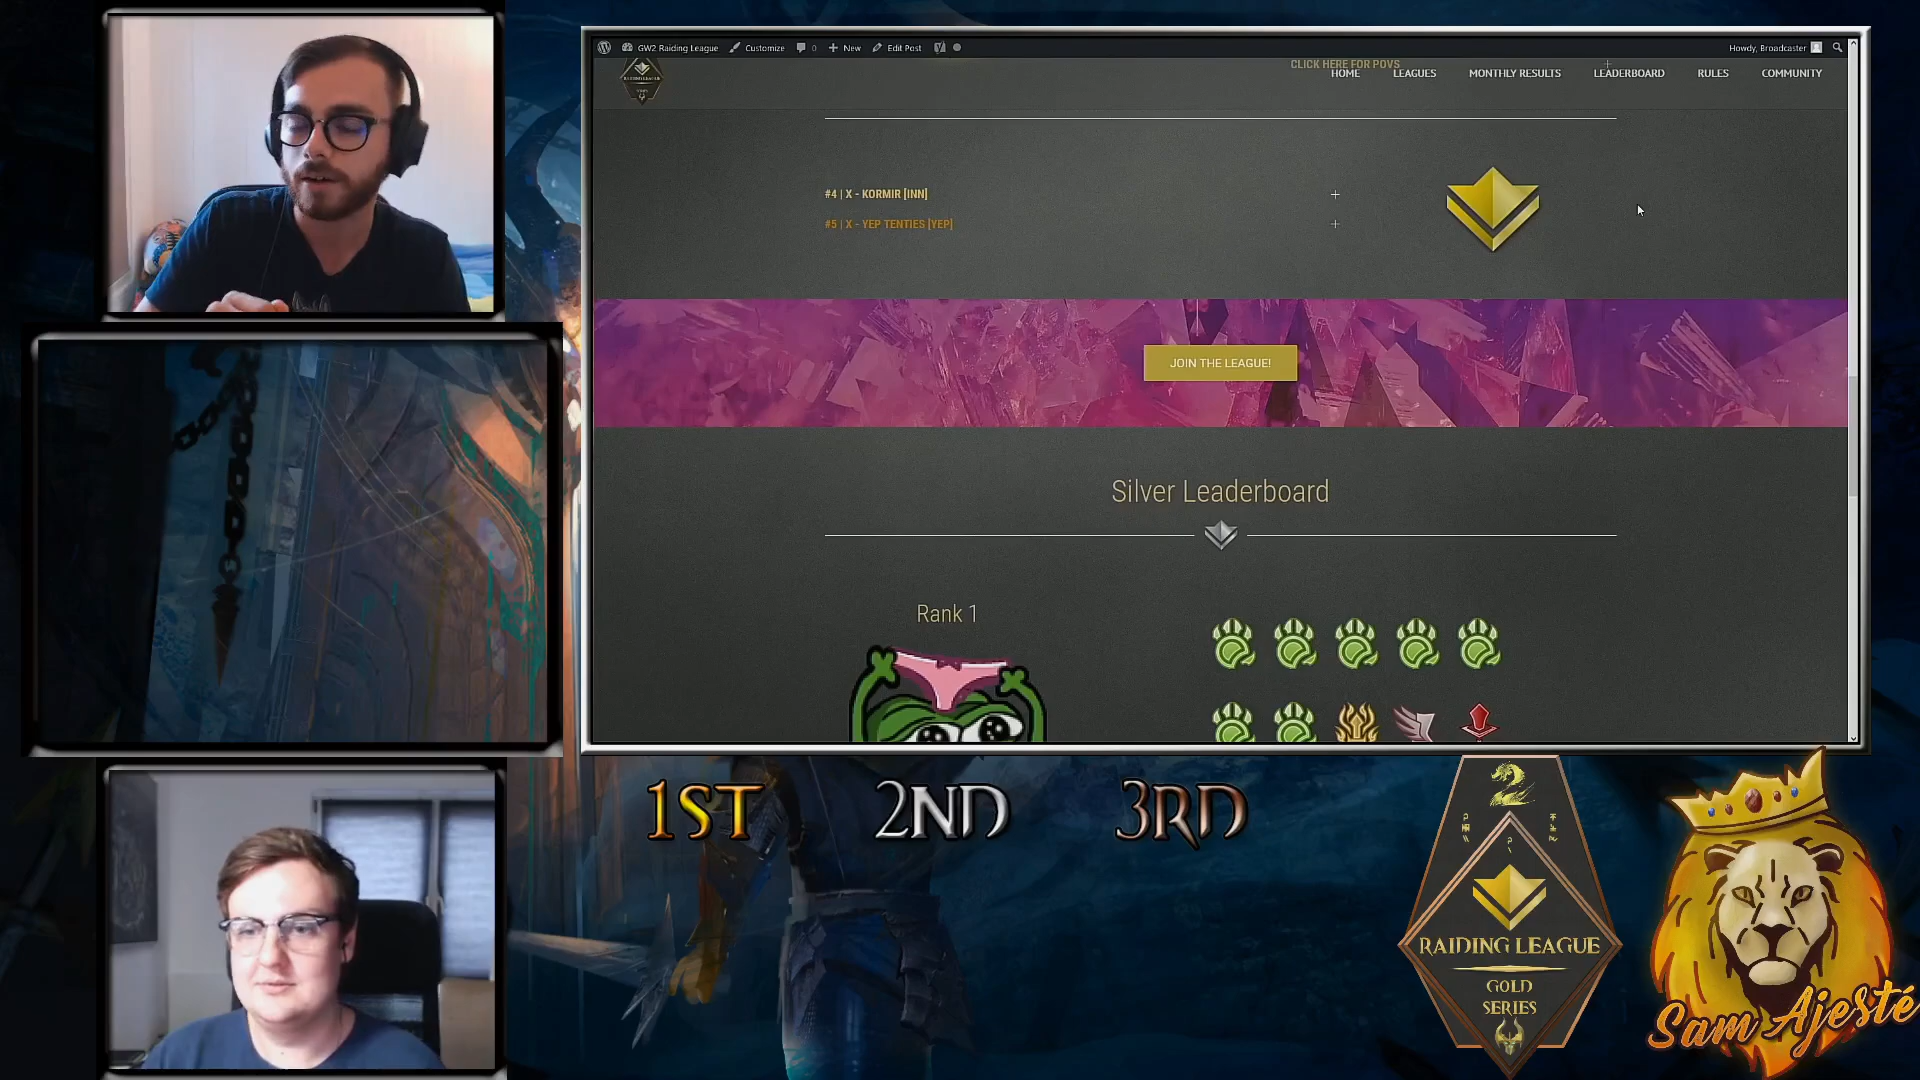 GW2 Raiding League
Customize
0
New
Edit Post
Howdy, Broadcaster
CLICK HERE FOR POVS
HOME
LEAGUES
MONTHLY RESULTS
LEADERBOARD
RULES
COMMUNITY
#4 | X - KORMIR [INN]
#5 | X - YEP TENTIES [YEP]
JOIN THE LEAGUE!
Silver Leaderboard
Rank 1
1ST
2ND
3RD
2
RAIDING LEAGUE
GOLD
SERIES
Sam Ajesté